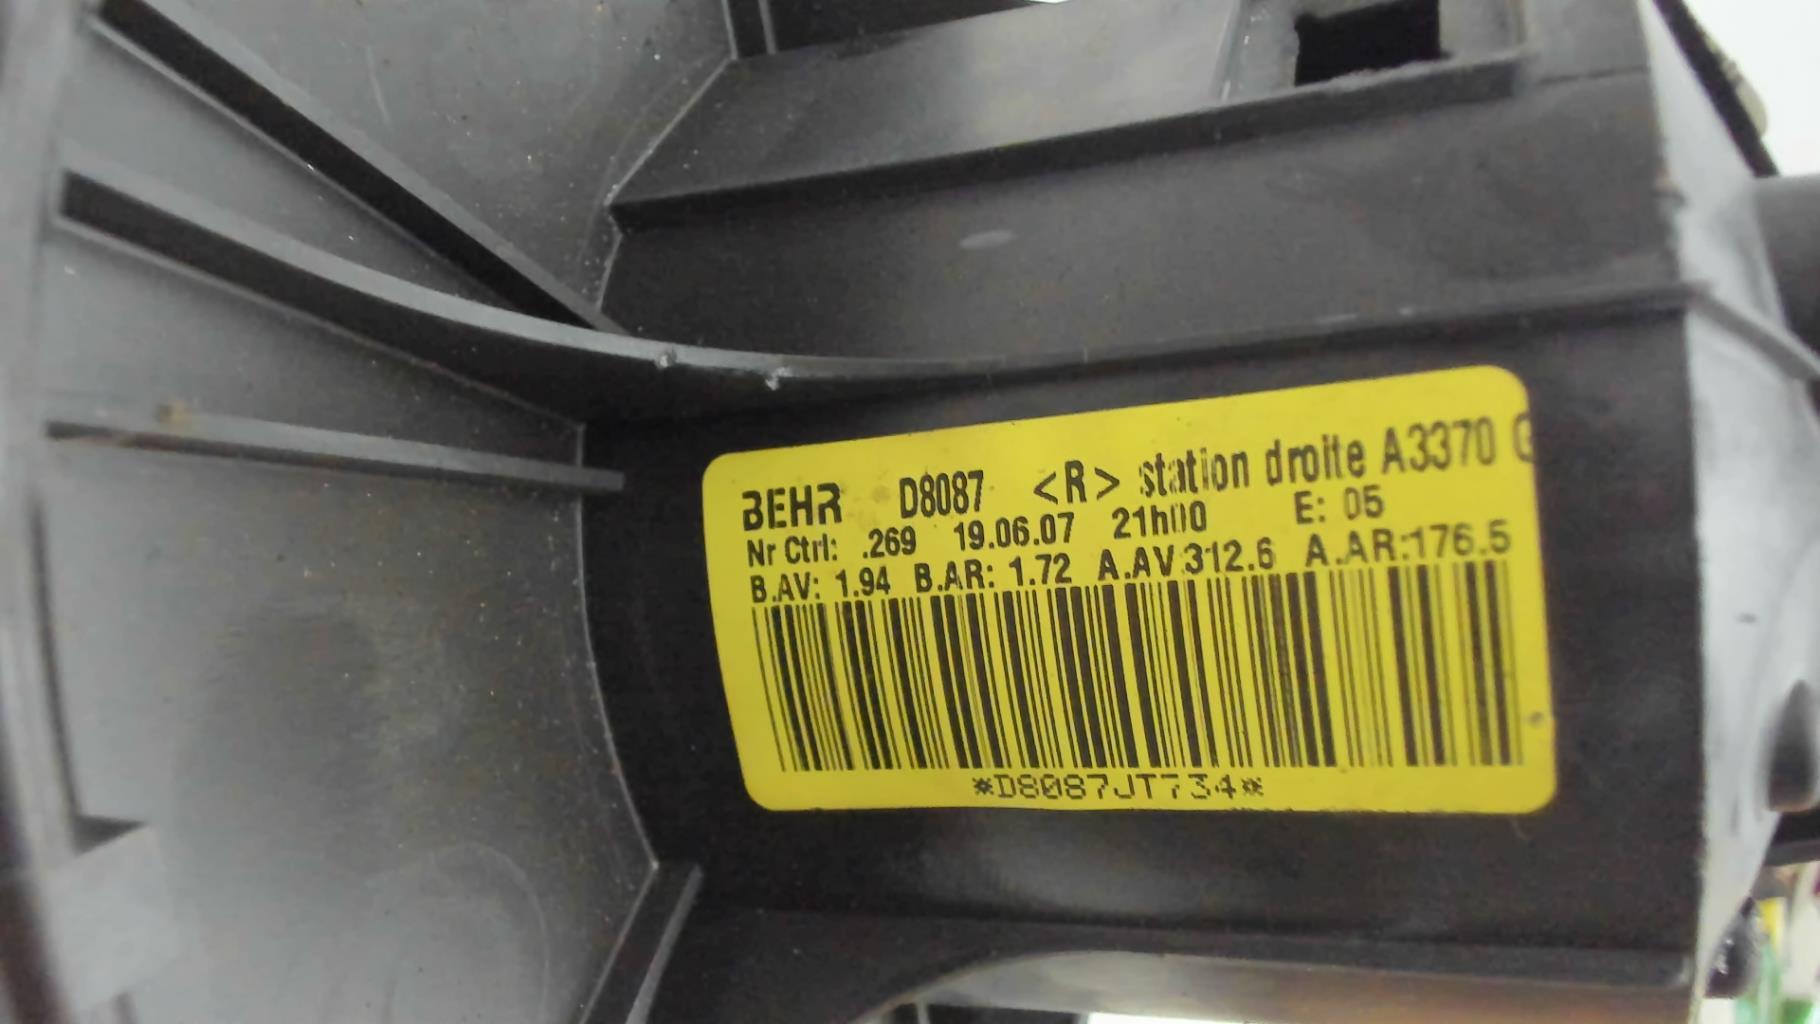 BEHR D8087 <R> station droite A3370 G
Nr Ctrl: .269 19.06.07 21h00 E: 05
B.AV: 1.94 B.AR: 1.72 A.AV:312.6 A.AR:176.5
*D8087JT734*